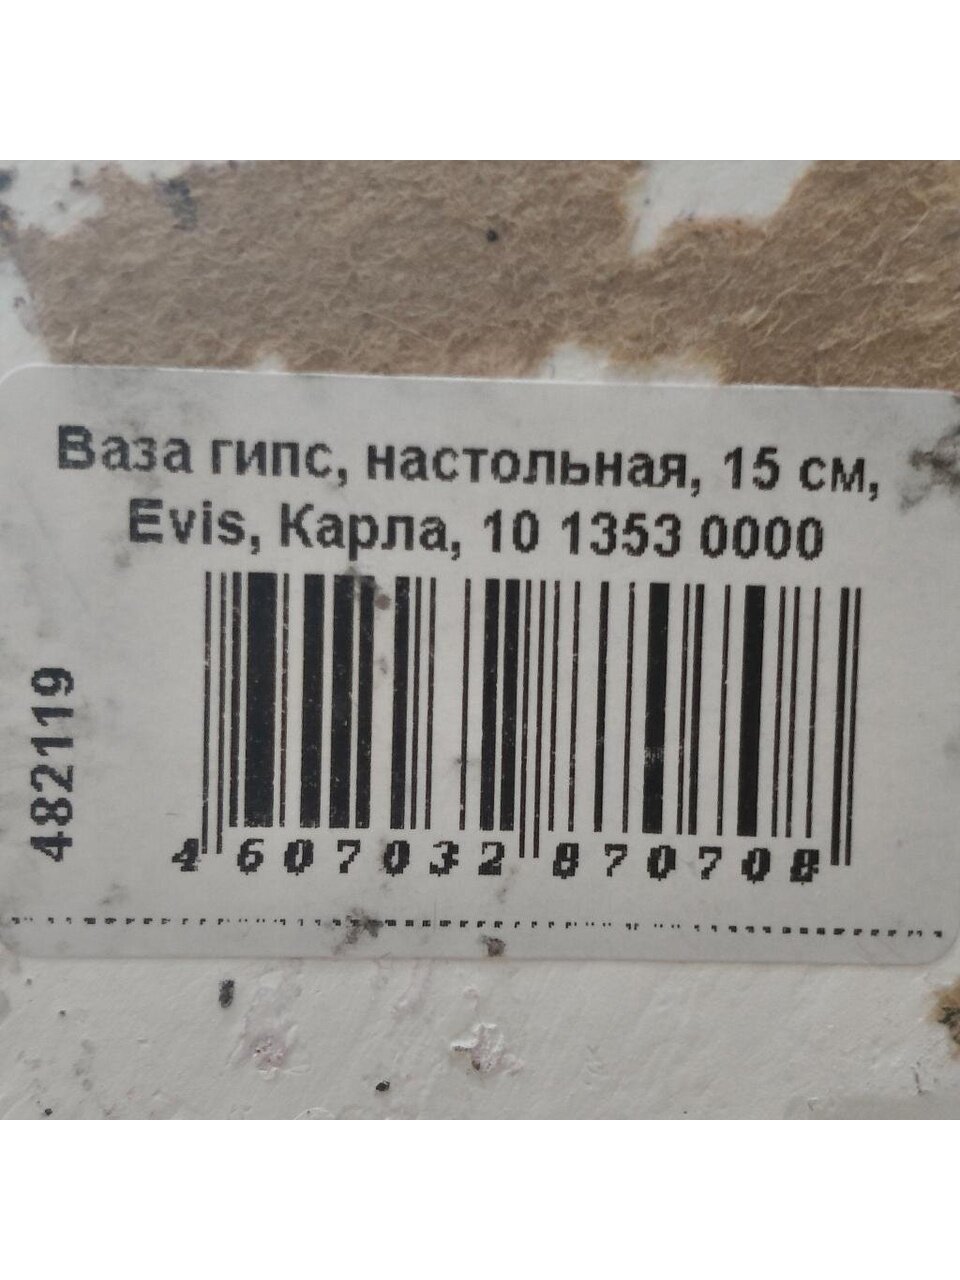 Ваза гипс, настольная, 15 см,
Evis, Карла, 10 1353 0000
482119
4 607032 870708